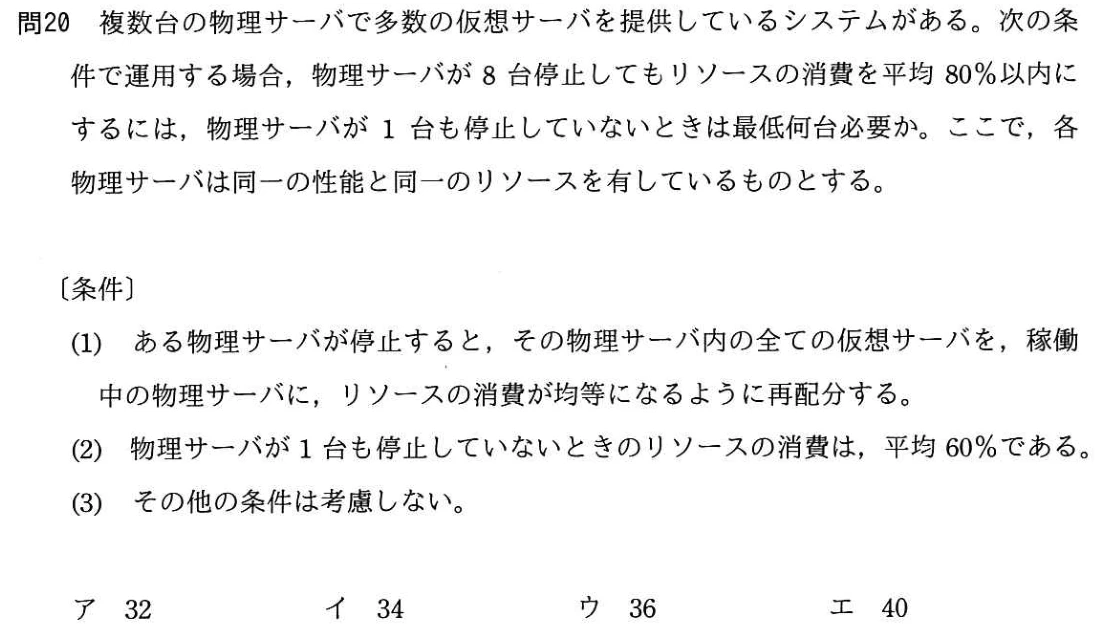 問20 複数台の物理サーバで多数の仮想サーバを提供しているシステムがある。次の条
件で運用する場合，物理サーバが 8 台停止してもリソースの消費を平均 80％以内に
するには，物理サーバが 1 台も停止していないときは最低何台必要か。ここで，各
物理サーバは同一の性能と同一のリソースを有しているものとする。
〔条件〕
(1) ある物理サーバが停止すると，その物理サーバ内の全ての仮想サーバを，稼働
中の物理サーバに，リソースの消費が均等になるように再配分する。
(2) 物理サーバが 1 台も停止していないときのリソースの消費は，平均 60％である。
(3) その他の条件は考慮しない。
ア 32 イ 34 ウ 36 エ 40